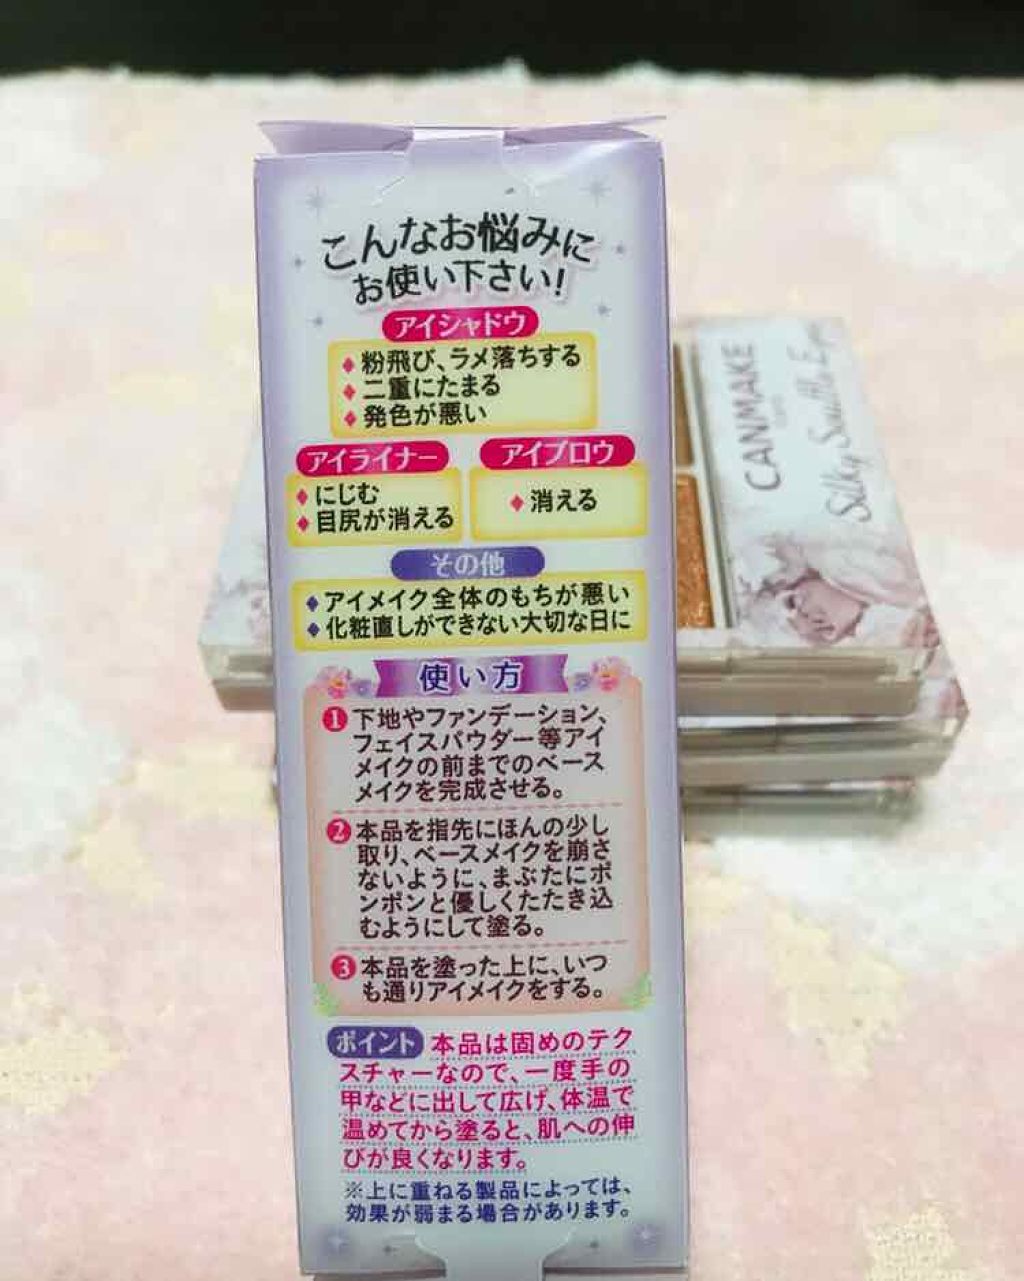 こんなお悩みに
お使い下さい!
アイシャドウ
♦粉飛び、ラメ落ちする
♦二重にたまる
♦発色が悪い
アイライナー
♦にじむ
♦目尻が消える
アイブロウ
♦消える
その他
♦アイメイク全体のもちが悪い
♦化粧直しができない大切な日に
使い方
❶下地やファンデーション、
フェイスパウダー等アイ
メイクの前までのベース
メイクを完成させる。
❷本品を指先にほんの少し
取り、ベースメイクを崩さ
ないように、まぶたにポ
ンポンと優しくたたき込
むようにして塗る。
❸本品を塗った上に、いつ
も通りアイメイクをする。
ポイント 本品は固めのテク
スチャーなので、一度手の
甲などに出して広げ、体温で
温めてから塗ると、肌への伸
びが良くなります。
※上に重ねる製品によっては、
効果が弱まる場合があります。
CANMAKE
Silky Souffle Eyes